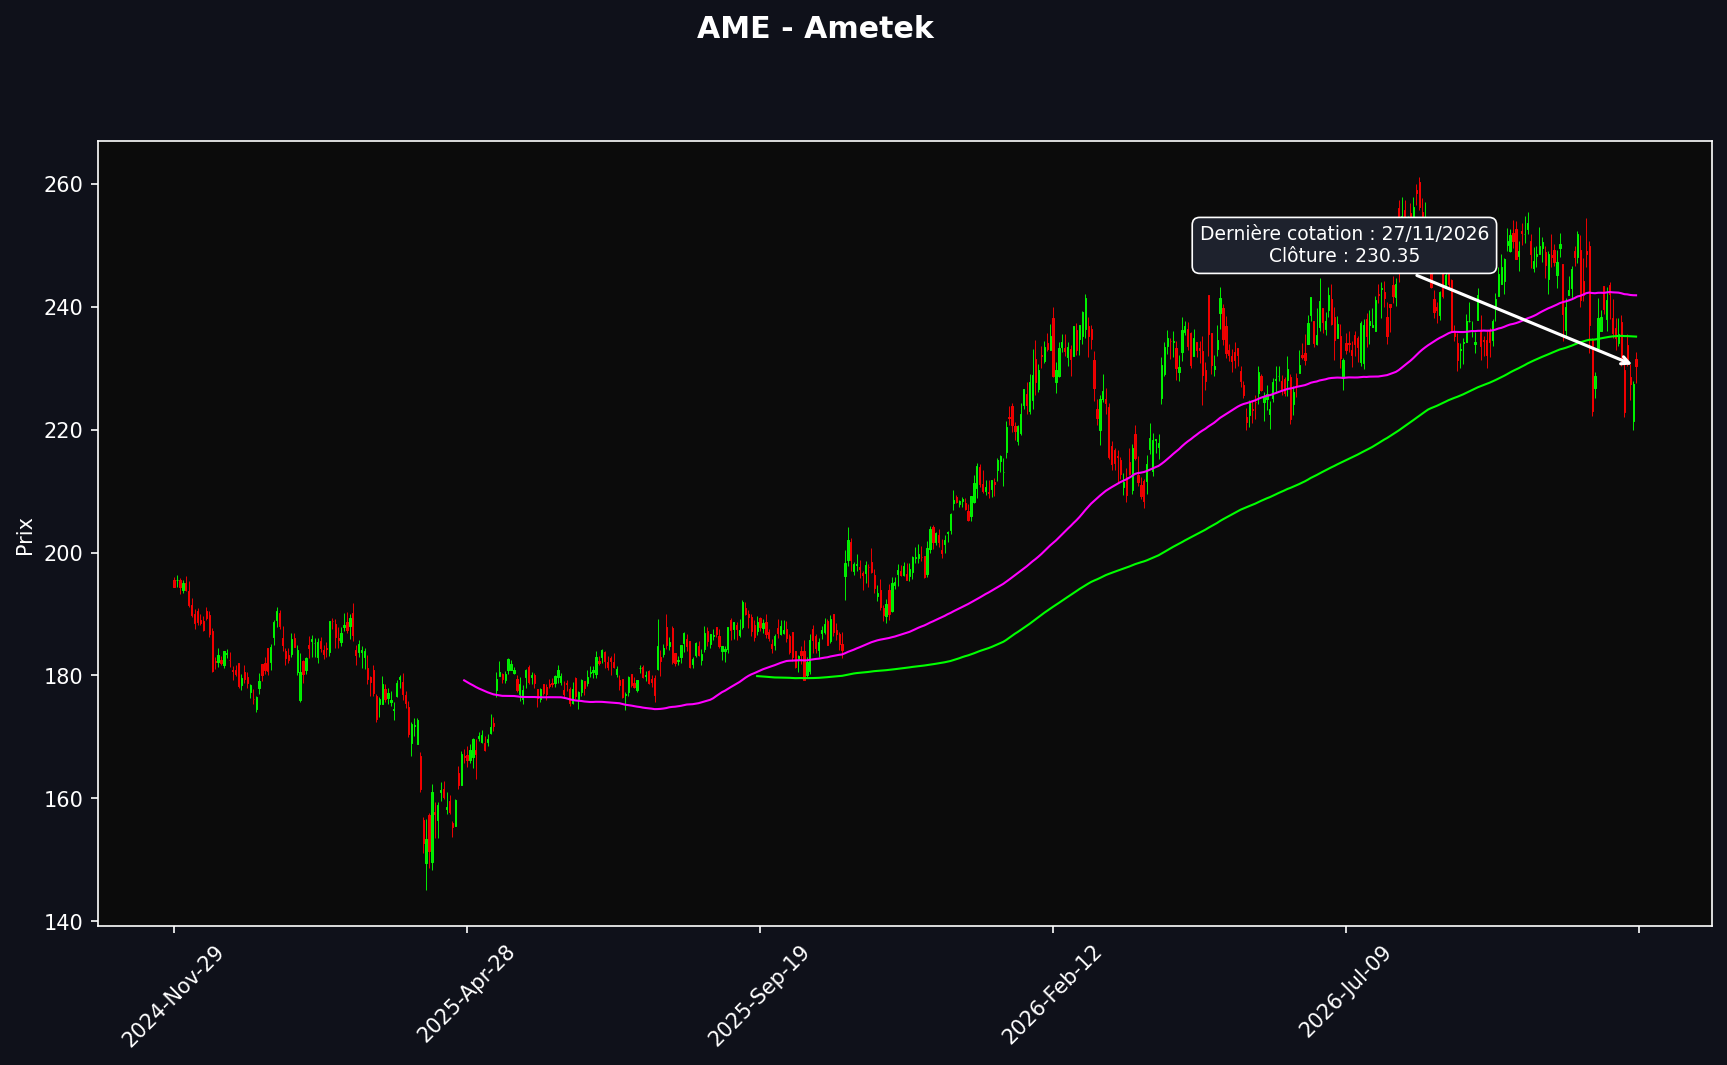 AME - Ametek
Dernière cotation : 27/11/2026
Clôture : 230.35
Prix
260
240
220
200
180
160
140
2024-Nov-29
2025-Apr-28
2025-Sep-19
2026-Feb-12
2026-Jul-09